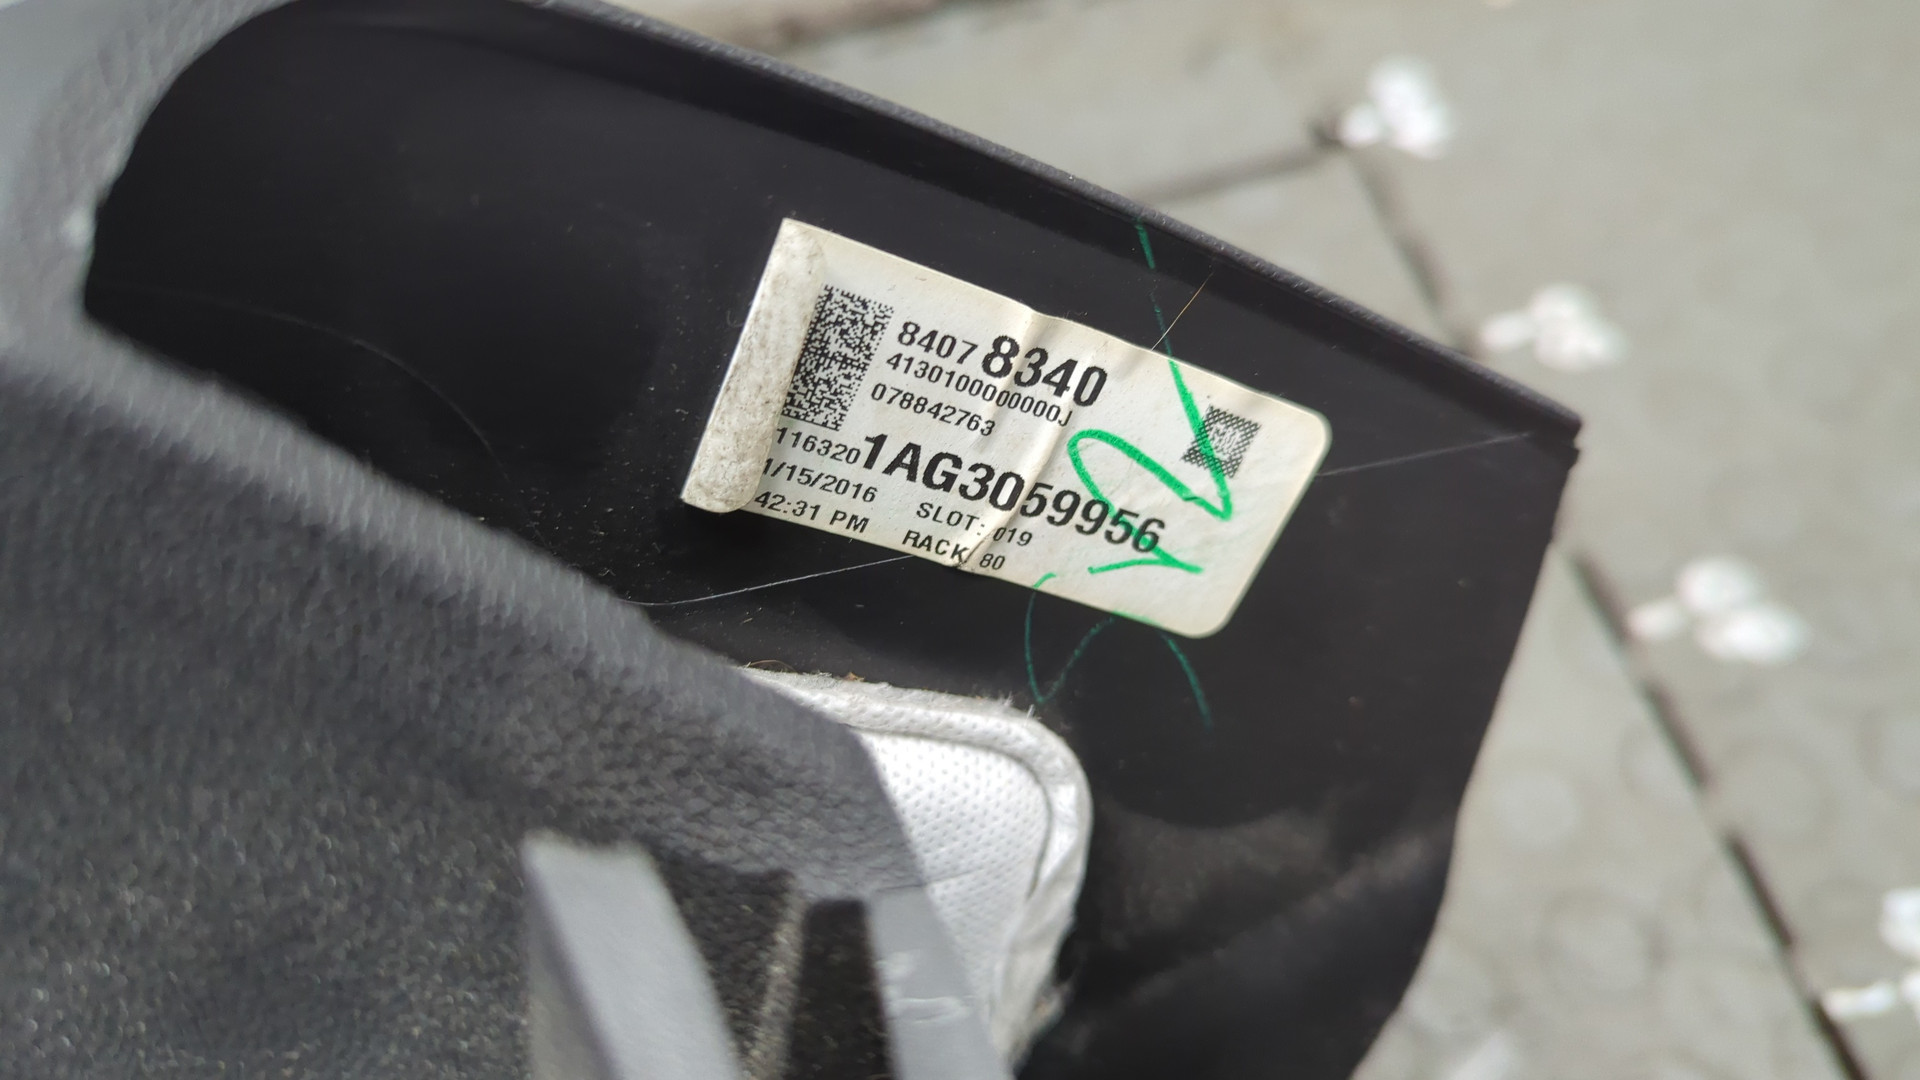 8407 8340
4130100000000J
078842763
116320 1AG3059956
1/15/2016 SLOT: 019
42:31 PM RACK 80